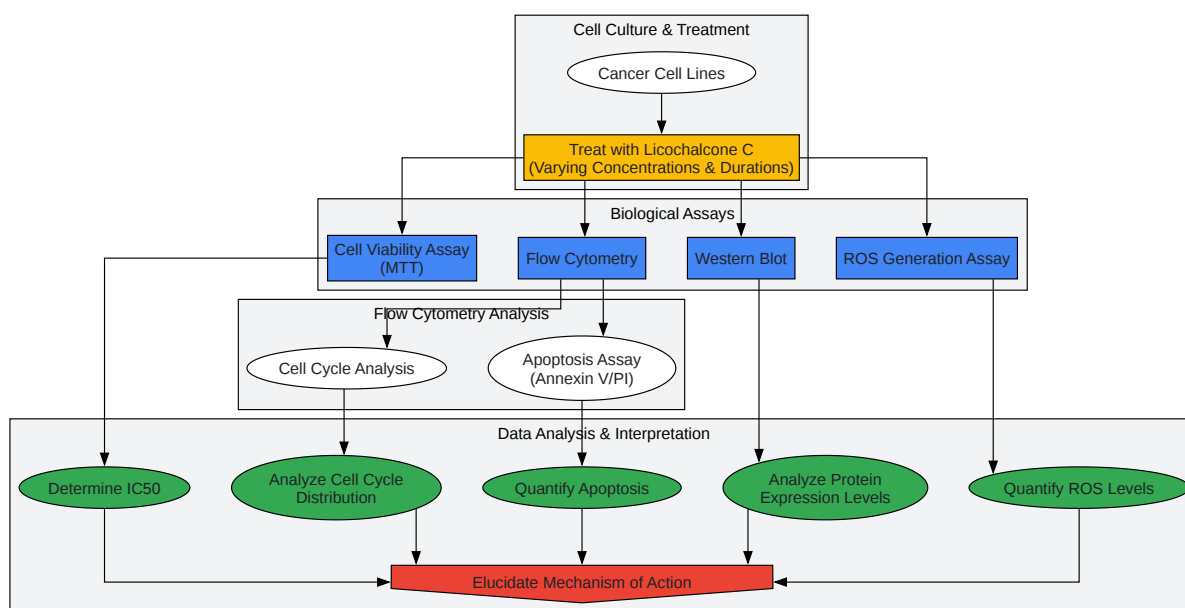 Cell Culture & Treatment
Cancer Cell Lines
Treat with Licochalcone C
(Varying Concentrations & Durations)
Biological Assays
Cell Viability Assay
(MTT)
Flow Cytometry
Western Blot
ROS Generation Assay
Flow Cytometry Analysis
Cell Cycle Analysis
Apoptosis Assay
(Annexin V/PI)
Data Analysis & Interpretation
Determine IC50
Analyze Cell Cycle
Distribution
Quantify Apoptosis
Analyze Protein
Expression Levels
Quantify ROS Levels
Elucidate Mechanism of Action